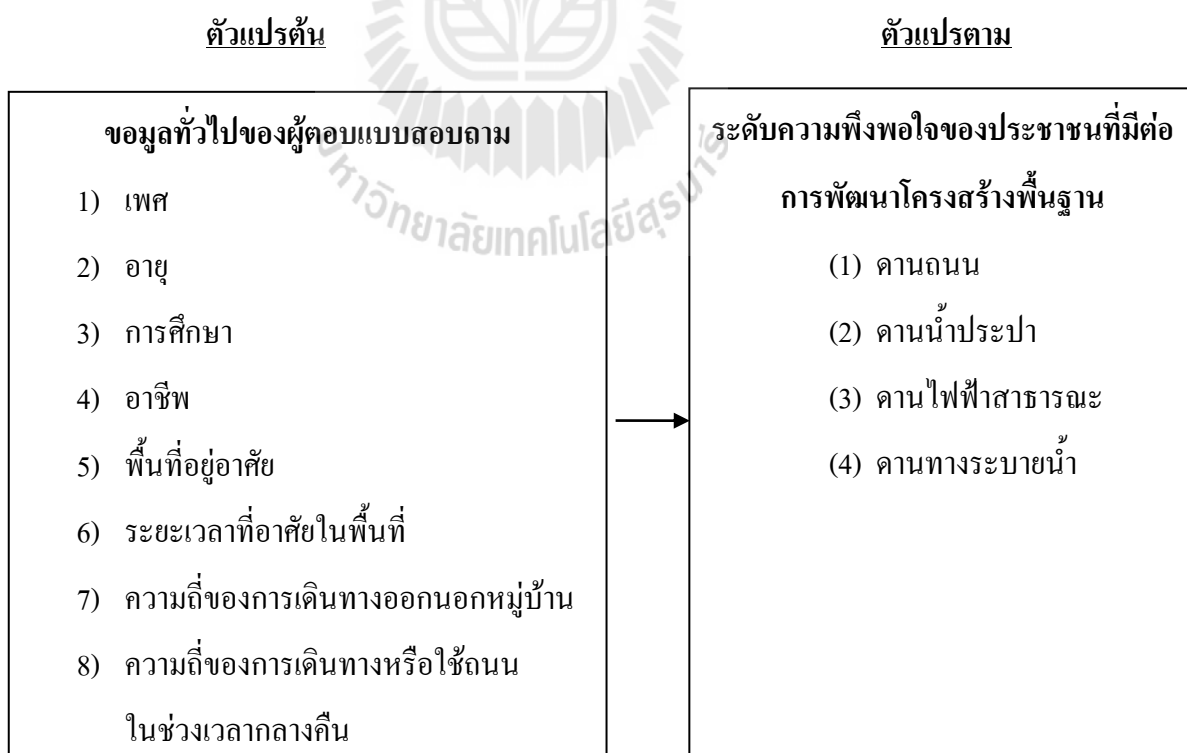 ตัวแปรต้น
ขอมูลทั่วไปของผู้ตอบแบบสอบถาม
1) เพศ
2) อายุ
3) การศึกษา
4) อาชีพ
5) พื้นที่อยู่อาศัย
6) ระยะเวลาที่อาศัยในพื้นที่
7) ความถี่ของการเดินทางออกนอกหมู่บ้าน
8) ความถี่ของการเดินทางหรือใช้ถนน
ในช่วงเวลากลางคืน
ตัวแปรตาม
ระดับความพึงพอใจของประชาชนที่มีต่อ
การพัฒนาโครงสร้างพื้นฐาน
(1) ดานถนน
(2) ดานน้ำประปา
(3) ดานไฟฟ้าสาธารณะ
(4) ดานทางระบายน้ำ